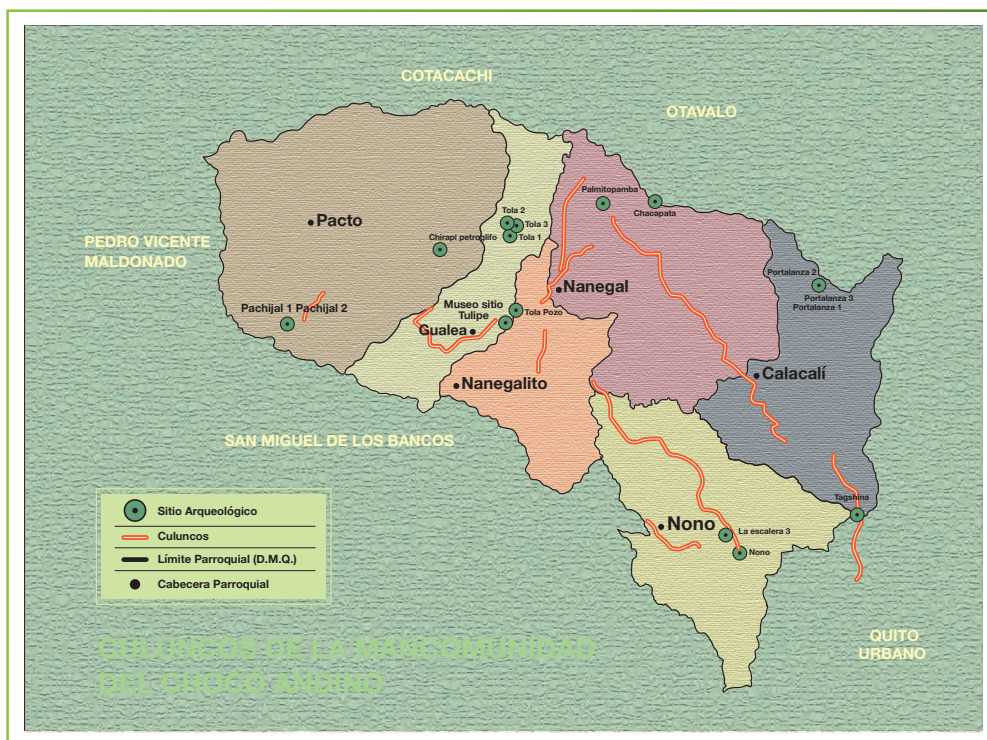 COTACACHI
OTAVALO
Palmitopamba
Chacapata
Tola 2
Tola 3
Tola 1
Pacto
Chirapi petroglifo
PEDRO VICENTE
MALDONADO
Portalanza 2
Portalanza 3
Portalanza 1
Nanegal
Pachijal 1 Pachijal 2
Museo sitio
Tulipe
Tola Pozo
Gualea
Calacalí
Nanegalito
SAN MIGUEL DE LOS BANCOS
Tagshina
Nono
La escalera 3
Nono
Sitio Arqueológico
Culuncos
Límite Parroquial (D.M.Q.)
Cabecera Parroquial
QUITO
URBANO
CULUNCOS DE LA MANCOMUNIDAD
DEL CHOCÓ ANDINO